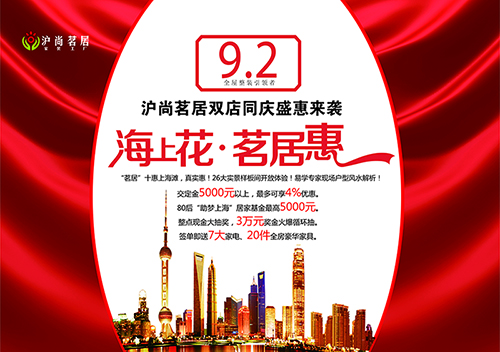 沪尚茗居
家装工厂
9.2
全屋整装引领者
沪尚茗居双店同庆盛惠来袭
海上花·茗居惠
“茗居”十惠上海滩，真实惠！26大实景样板间开放体验！易学专家现场户型风水解析！
交定金5000元以上，最多可享4%优惠。
80后“助梦上海”居家基金最高5000元。
整点现金大抽奖，3万元奖金火爆循环抽。
签单即送7大家电、20件全房豪华家具。